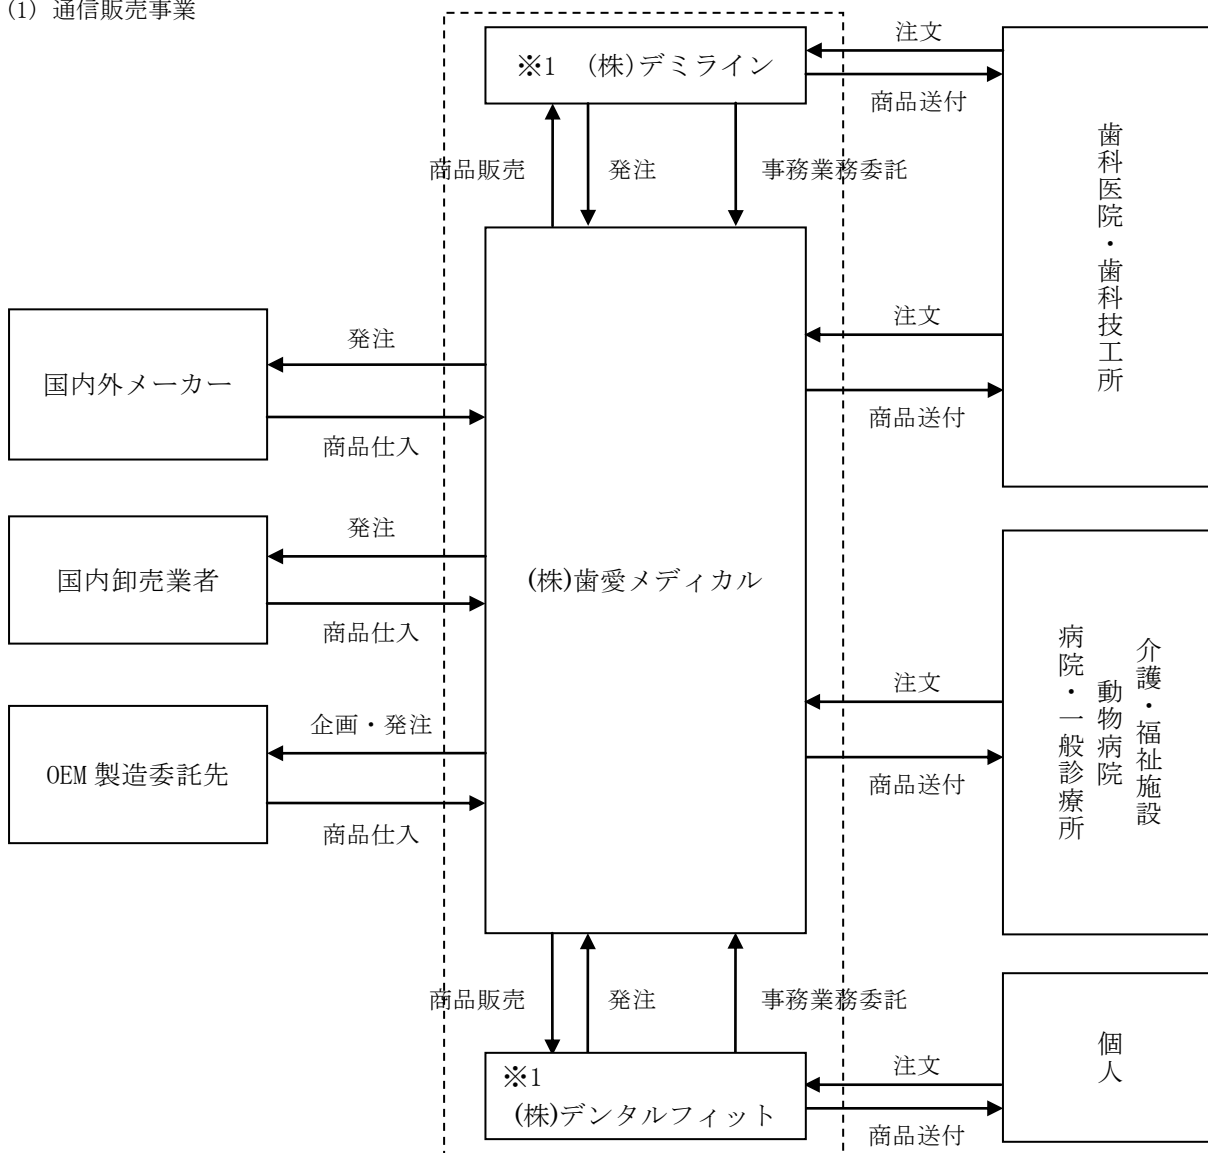 (1) 通信販売事業
※1 (株)デミライン
注文
商品送付
商品販売
発注
事務業務委託
歯科医院・歯科技工所
注文
商品送付
国内外メーカー
発注
商品仕入
国内卸売業者
発注
商品仕入
(株)歯愛メディカル
OEM 製造委託先
企画・発注
商品仕入
注文
商品送付
介護・福祉施設
動物病院
病院・一般診療所
商品販売
発注
事務業務委託
※1
(株)デンタルフィット
注文
商品送付
個人